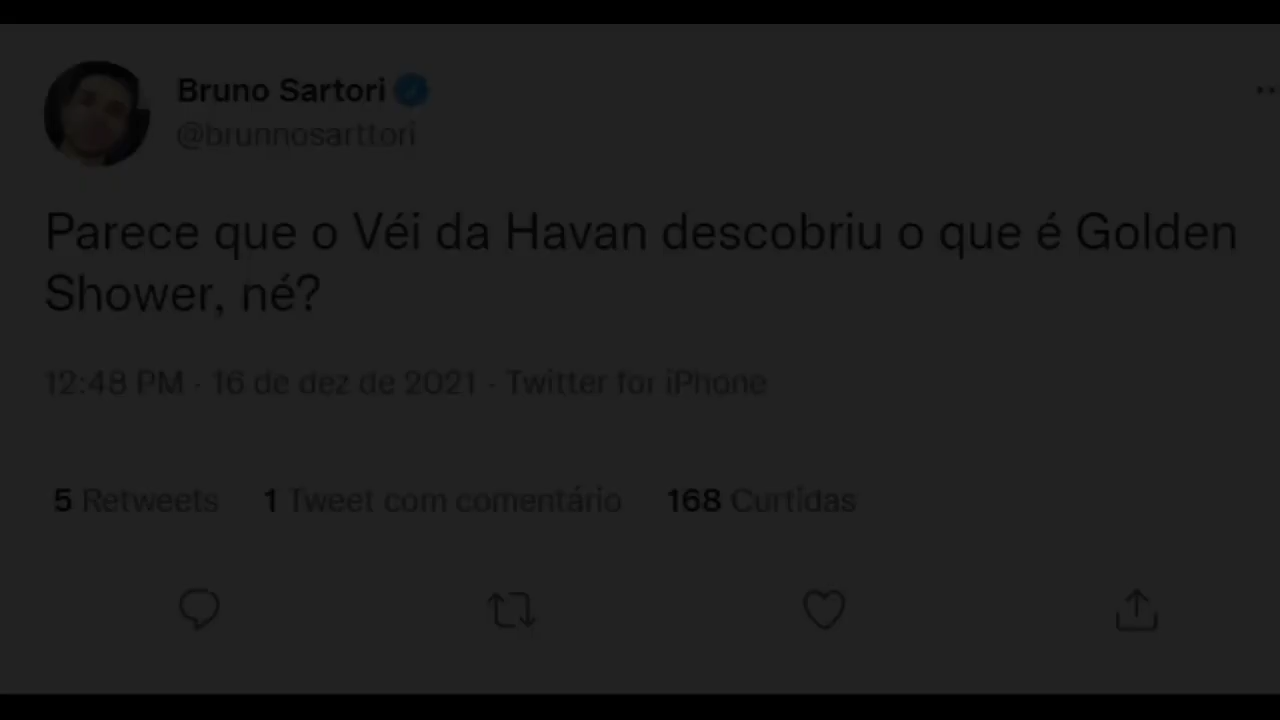 Bruno Sartori
@brunnosarttori
Parece que o Véi da Havan descobriu o que é Golden
Shower, né?
12:48 PM · 16 de dez de 2021 · Twitter for iPhone
5 Retweets 1 Tweet com comentário 168 Curtidas